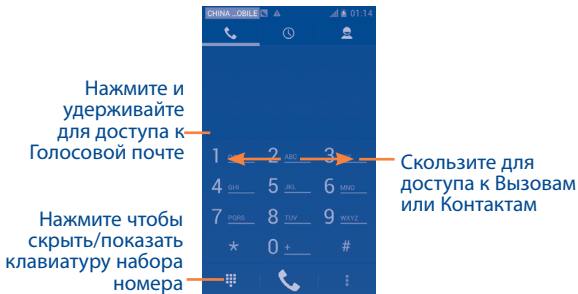 CHINA ...OBILE 01:14
Нажмите и
удерживайте
для доступа к
Голосовой почте
1 2 ABC 3
4 GHI 5 JKL 6 MNO
7 PQRS 8 TUV 9 WXYZ
* 0 + #
Скользите для
доступа к Вызовам
или Контактам
Нажмите чтобы
скрыть/показать
клавиатуру набора
номера